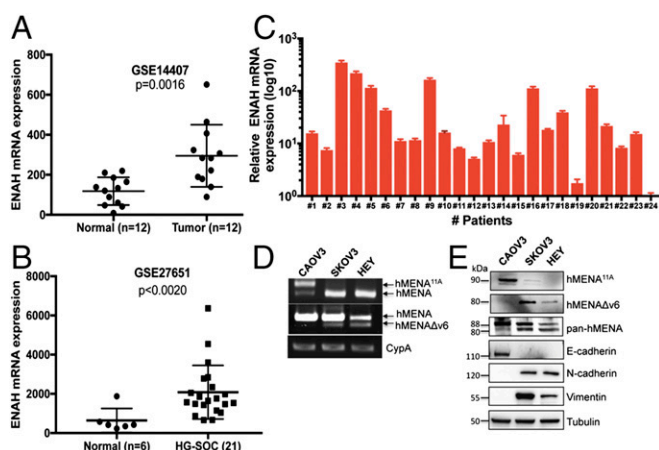 A
ENAH mRNA expression
800
600
400
200
0
GSE14407
p=0.0016
Normal (n=12)
Tumor (n=12)
B
ENAH mRNA expression
8000
6000
4000
2000
0
GSE27651
p<0.0020
Normal (n=6)
HG-SOC (21)
C
Relative ENAH mRNA
expression (log10)
10³
10²
10¹
10⁰
#1 #2 #3 #4 #5 #6 #7 #8 #9 #10 #11 #12 #13 #14 #15 #16 #17 #18 #19 #20 #21 #22 #23 #24
# Patients
D
CAOV3 SKOV3 HEY
hMENA¹¹ᴬ
hMENA
hMENA
hMENAΔv6
CypA
E
CAOV3 SKOV3 HEY
kDa
90 hMENA¹¹ᴬ
80 hMENAΔv6
88 pan-hMENA
80
110 E-cadherin
120 N-cadherin
55 Vimentin
50 Tubulin